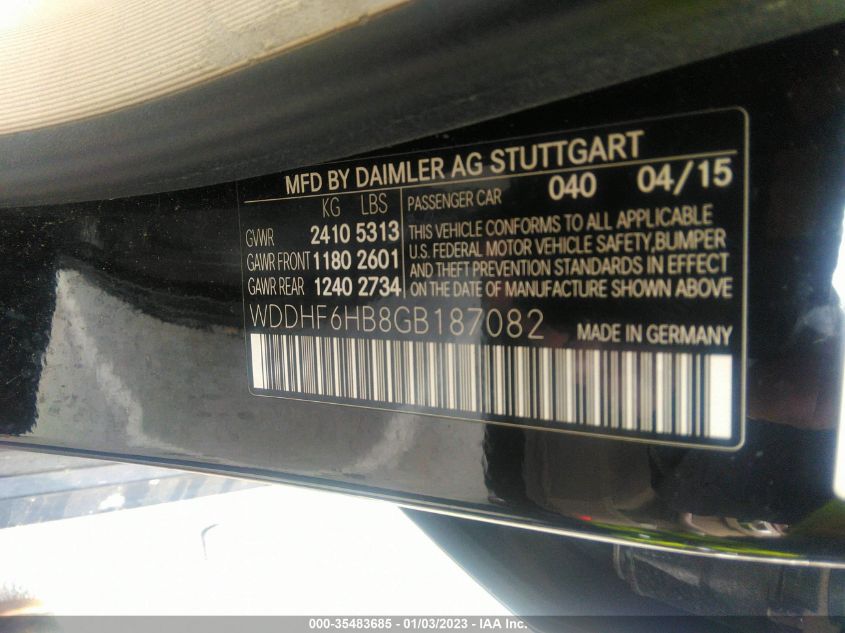 MFD BY DAIMLER AG STUTTGART
KG LBS
GVWR 2410 5313
GAWR FRONT 1180 2601
GAWR REAR 1240 2734
PASSENGER CAR 040 04/15
THIS VEHICLE CONFORMS TO ALL APPLICABLE
U.S. FEDERAL MOTOR VEHICLE SAFETY,BUMPER
AND THEFT PREVENTION STANDARDS IN EFFECT
ON THE DATE OF MANUFACTURE SHOWN ABOVE
WDDHF6HB8GB187082 MADE IN GERMANY
000-35483685 - 01/03/2023 - IAA Inc.